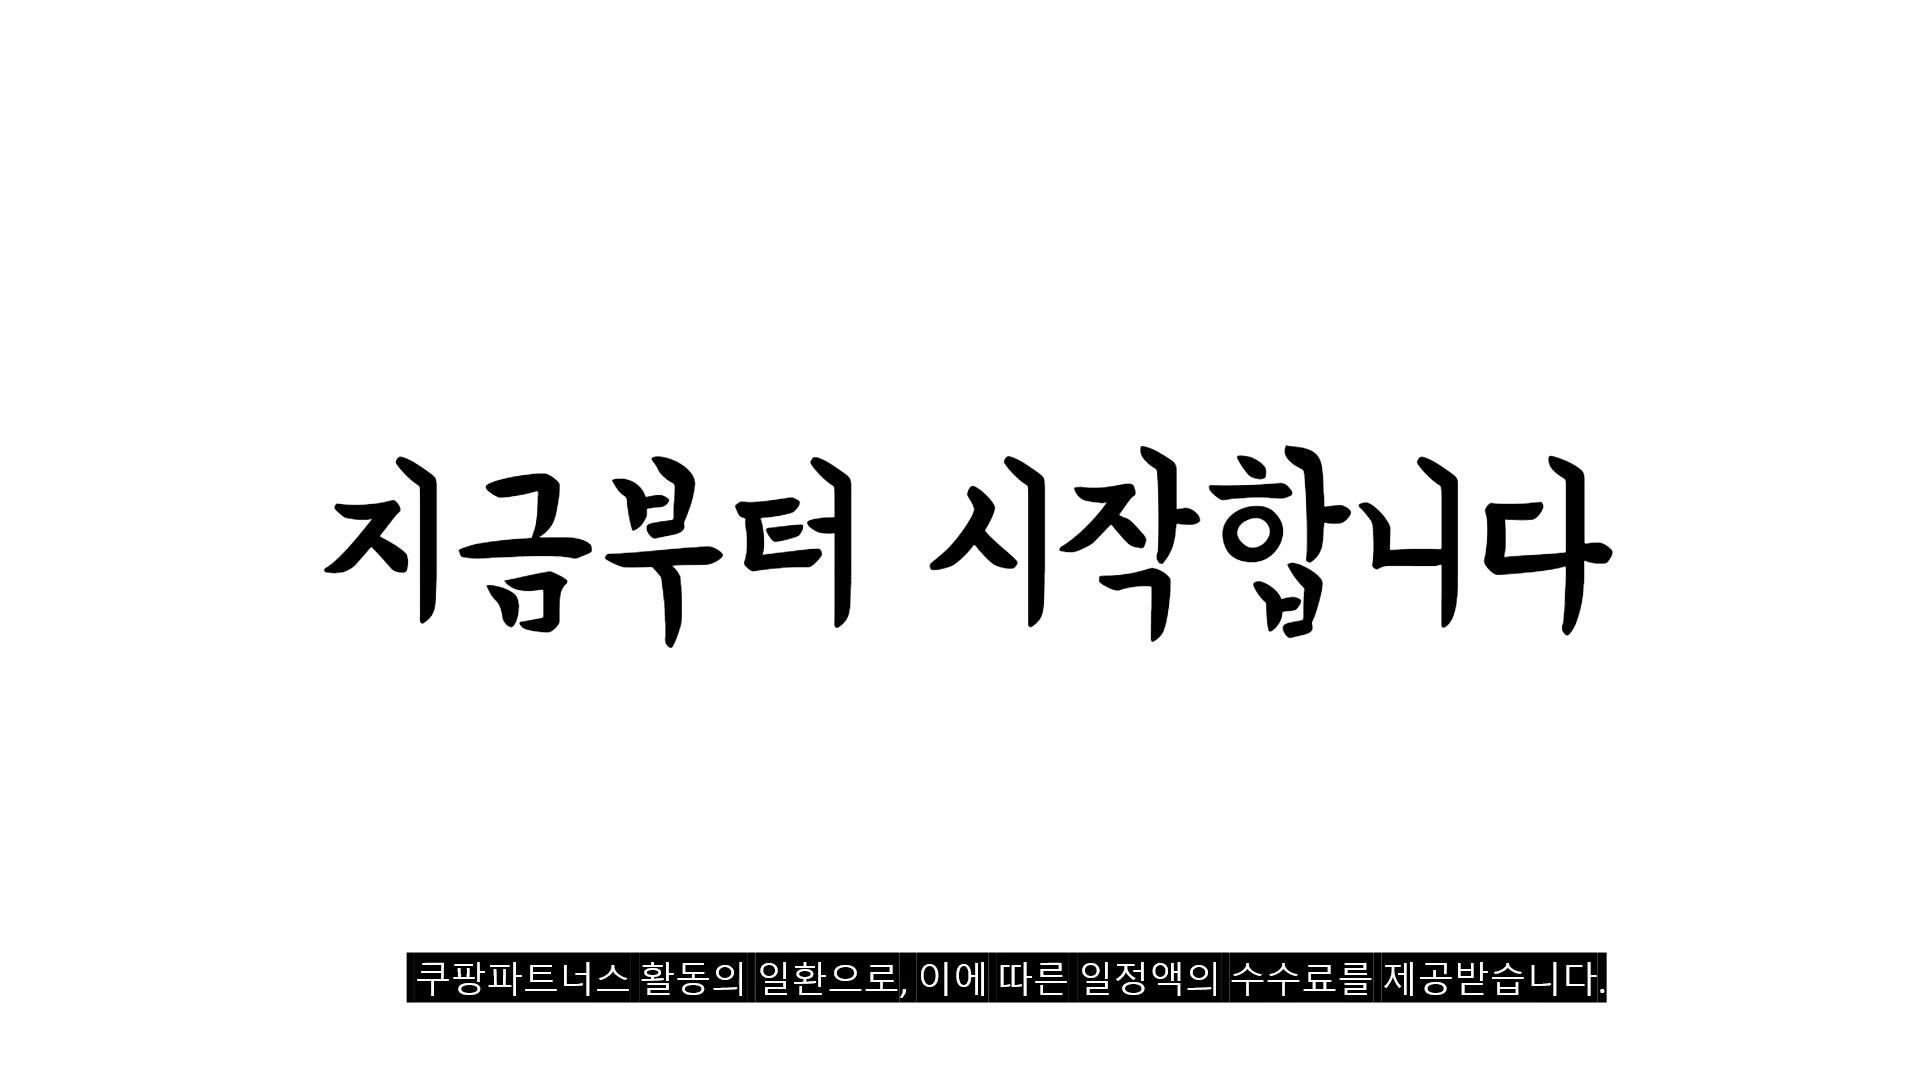 지금부터 시작합니다
쿠팡파트너스 활동의 일환으로, 이에 따른 일정액의 수수료를 제공받습니다.